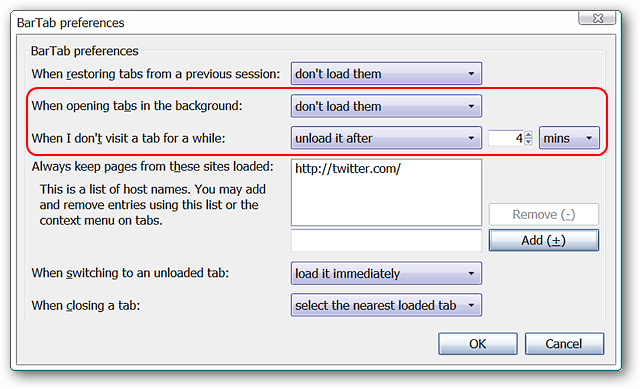 BarTab preferences
BarTab preferences
When restoring tabs from a previous session: don't load them
When opening tabs in the background: don't load them
When I don't visit a tab for a while: unload it after 4 mins
Always keep pages from these sites loaded: http://twitter.com/
This is a list of host names. You may add
and remove entries using this list or the
context menu on tabs.
Remove (-)
Add (±)
When switching to an unloaded tab: load it immediately
When closing a tab: select the nearest loaded tab
OK Cancel